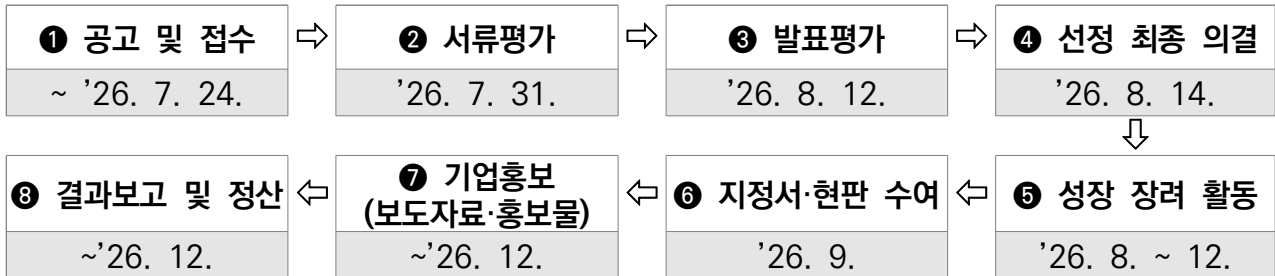 ❶ 공고 및 접수 ⇨ ❷ 서류평가 ⇨ ❸ 발표평가 ⇨ ❹ 선정 최종 의결
~ ’26. 7. 24. ’26. 7. 31. ’26. 8. 12. ’26. 8. 14.
⇩
❽ 결과보고 및 정산 ⇦ ❼ 기업홍보 ⇦ ❻ 지정서·현판 수여 ⇦ ❺ 성장 장려 활동
(보도자료·홍보물)
~’26. 12. ~’26. 12. ’26. 9. ’26. 8. ~ 12.